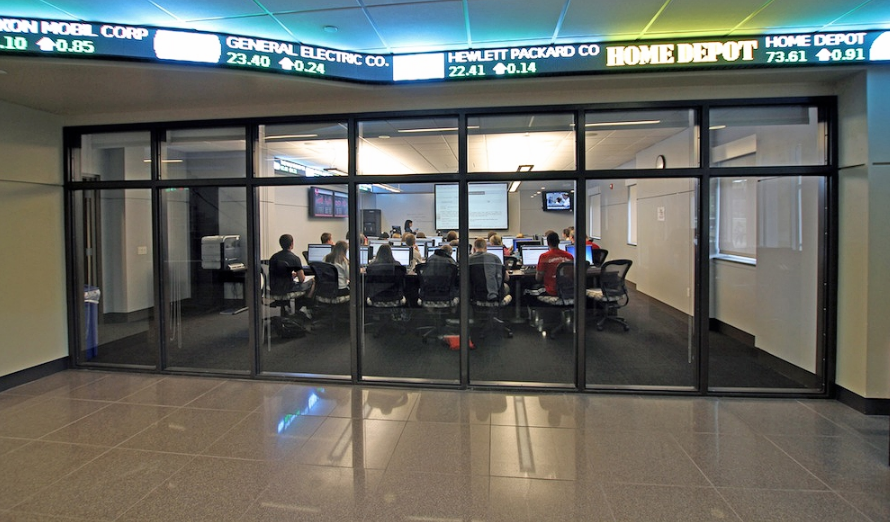 XON MOBIL CORP
.10 0.85
GENERAL ELECTRIC CO.
23.40 0.24
HEWLETT PACKARD CO
22.41 0.14
HOME DEPOT
HOME DEPOT
73.61 0.91